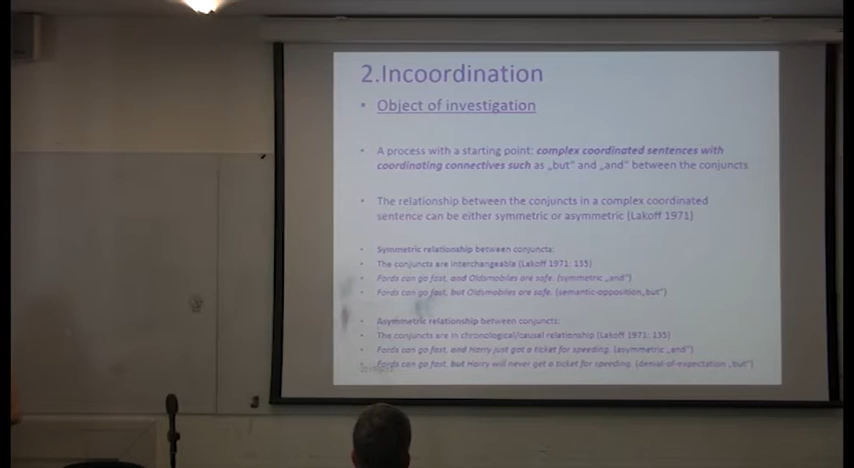 2.Incoordination
• Object of investigation
• A process with a starting point: complex coordinated sentences with
coordinating connectives such as „but" and „and" between the conjuncts
• The relationship between the conjuncts in a complex coordinated
sentence can be either symmetric or asymmetric (Lakoff 1971)
• Symmetric relationship between conjuncts:
• The conjuncts are interchangeable (Lakoff 1971: 135)
• Fords can go fast, and Oldsmobiles are safe. (symmetric „and")
• Fords can go fast, but Oldsmobiles are safe. (semantic-opposition „but")
• Asymmetric relationship between conjuncts:
• The conjuncts are in chronological/causal relationship (Lakoff 1971: 135)
• Fords can go fast, and Harry just got a ticket for speeding. (asymmetric „and")
• Fords can go fast, but Harry will never get a ticket for speeding. (denial-of-expectation „but")